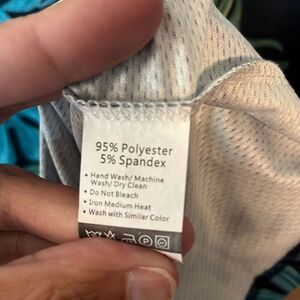 95% Polyester
5% Spandex
• Hand Wash/ Machine
Wash/ Dry Clean
• Do Not Bleach
• Iron Medium Heat
• Wash with Similar Color